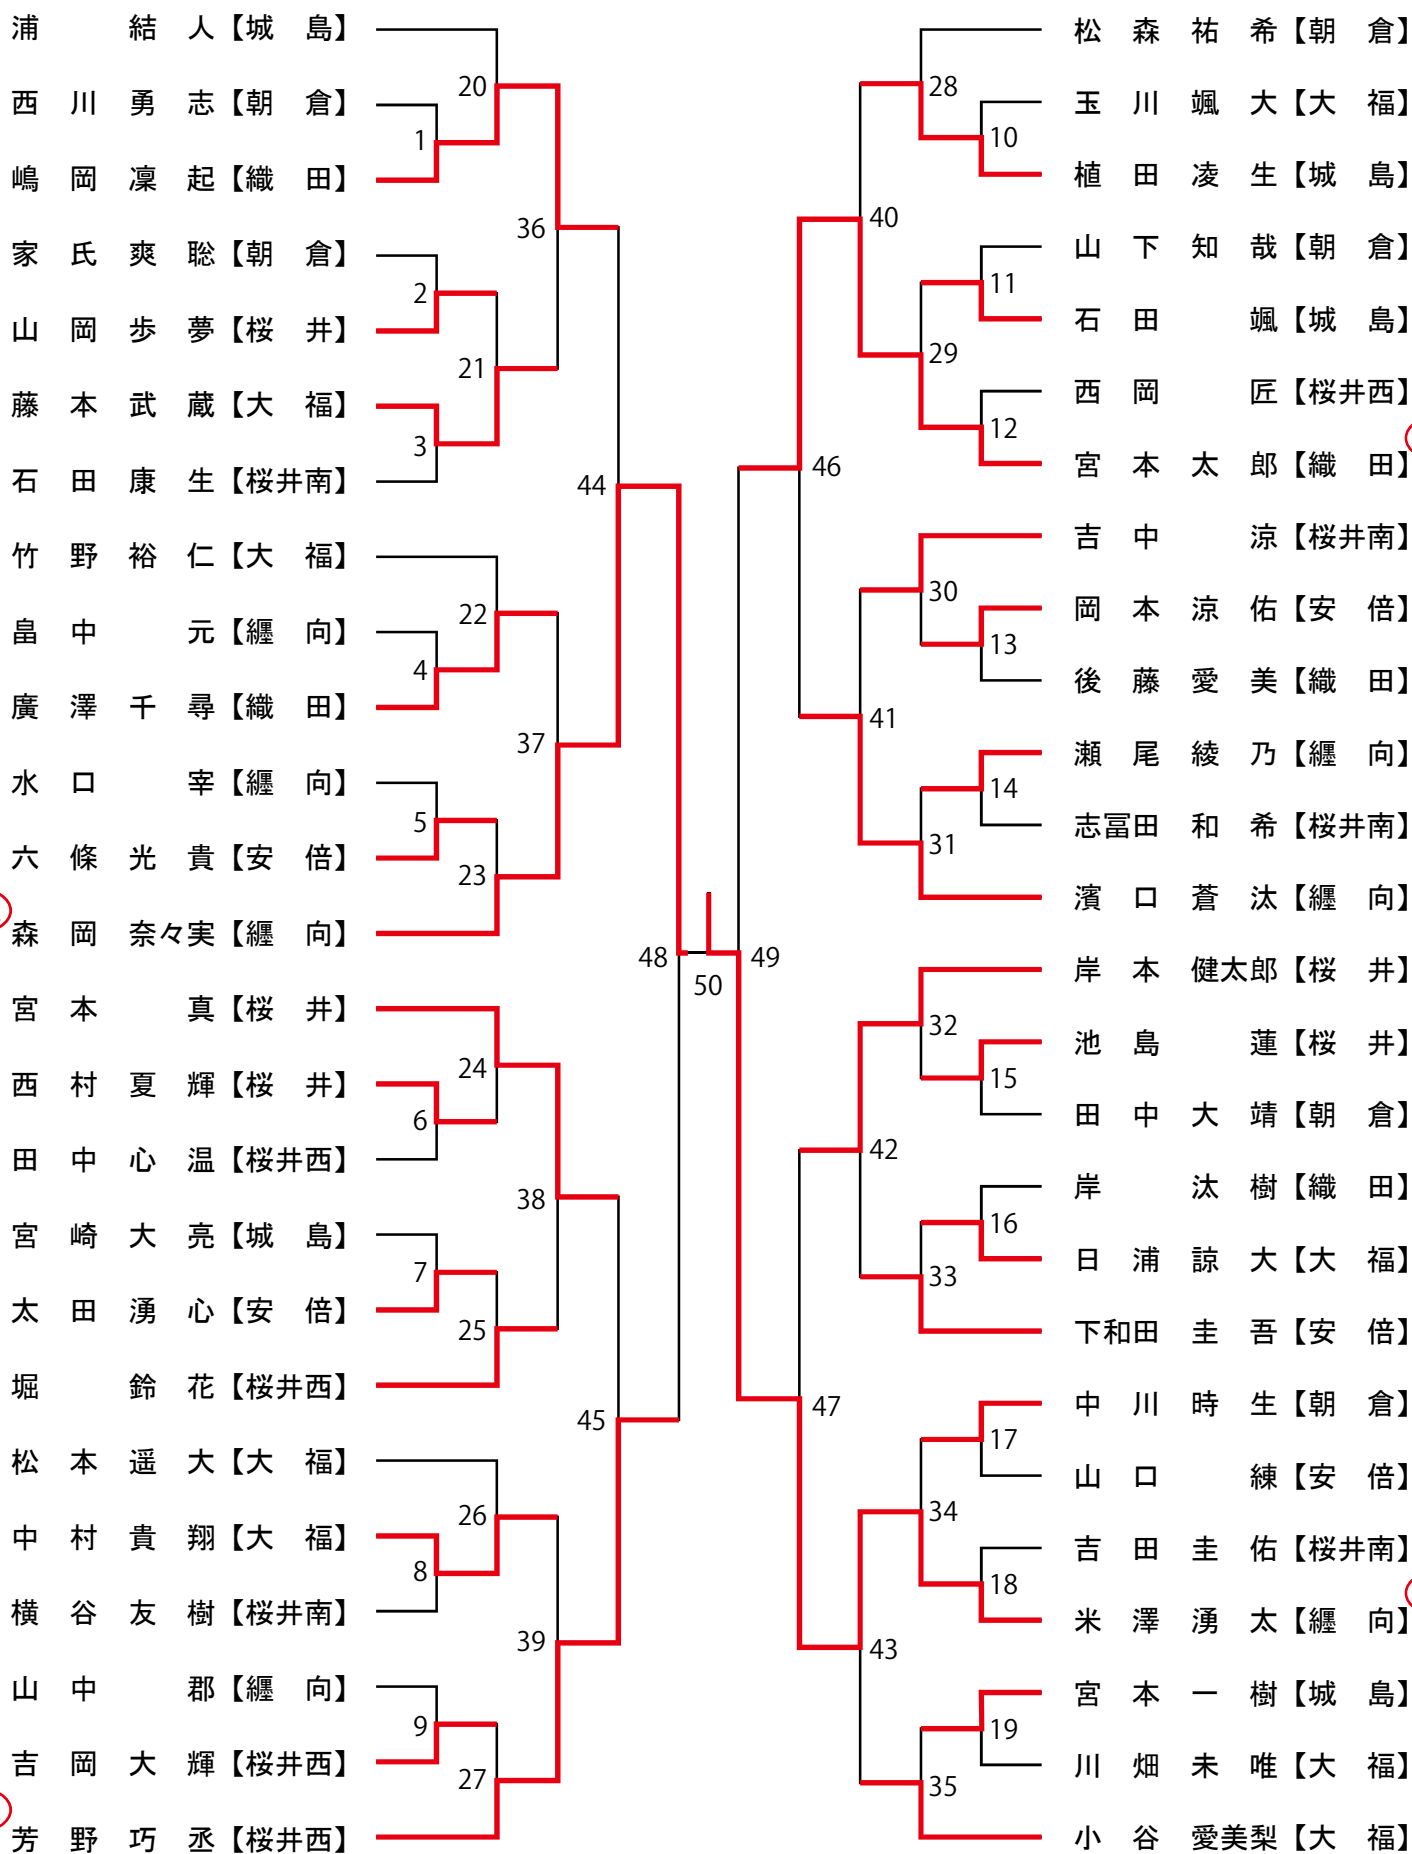 浦　結人【城島】
西川勇志【朝倉】
嶋岡凜起【織田】
家氏爽聡【朝倉】
山岡歩夢【桜井】
藤本武蔵【大福】
石田康生【桜井南】
竹野裕仁【大福】
畠中　元【纒向】
廣澤千尋【織田】
水口　宰【纒向】
六條光貴【安倍】
森岡奈々実【纒向】
宮本　真【桜井】
西村夏輝【桜井】
田中心温【桜井西】
宮崎大亮【城島】
太田湧心【安倍】
堀　鈴花【桜井西】
松本遥大【大福】
中村貴翔【大福】
横谷友樹【桜井南】
山中　郡【纒向】
吉岡大輝【桜井西】
芳野巧丞【桜井西】
1
2
3
4
5
6
7
8
9
20
21
22
23
24
25
26
27
36
37
38
39
44
45
48
50
49
46
47
40
41
42
43
28
29
30
31
32
33
34
35
10
11
12
13
14
15
16
17
18
19
松森祐希【朝倉】
玉川颯大【大福】
植田凌生【城島】
山下知哉【朝倉】
石田　颯【城島】
西岡　匠【桜井西】
宮本太郎【織田】
吉中　涼【桜井南】
岡本涼佑【安倍】
後藤愛美【織田】
瀬尾綾乃【纒向】
志冨田和希【桜井南】
濱口蒼汰【纒向】
岸本健太郎【桜井】
池島　蓮【桜井】
田中大靖【朝倉】
岸　汰樹【織田】
日浦諒大【大福】
下和田圭吾【安倍】
中川時生【朝倉】
山口　練【安倍】
吉田圭佑【桜井南】
米澤湧太【纒向】
宮本一樹【城島】
川畑未唯【大福】
小谷愛美梨【大福】